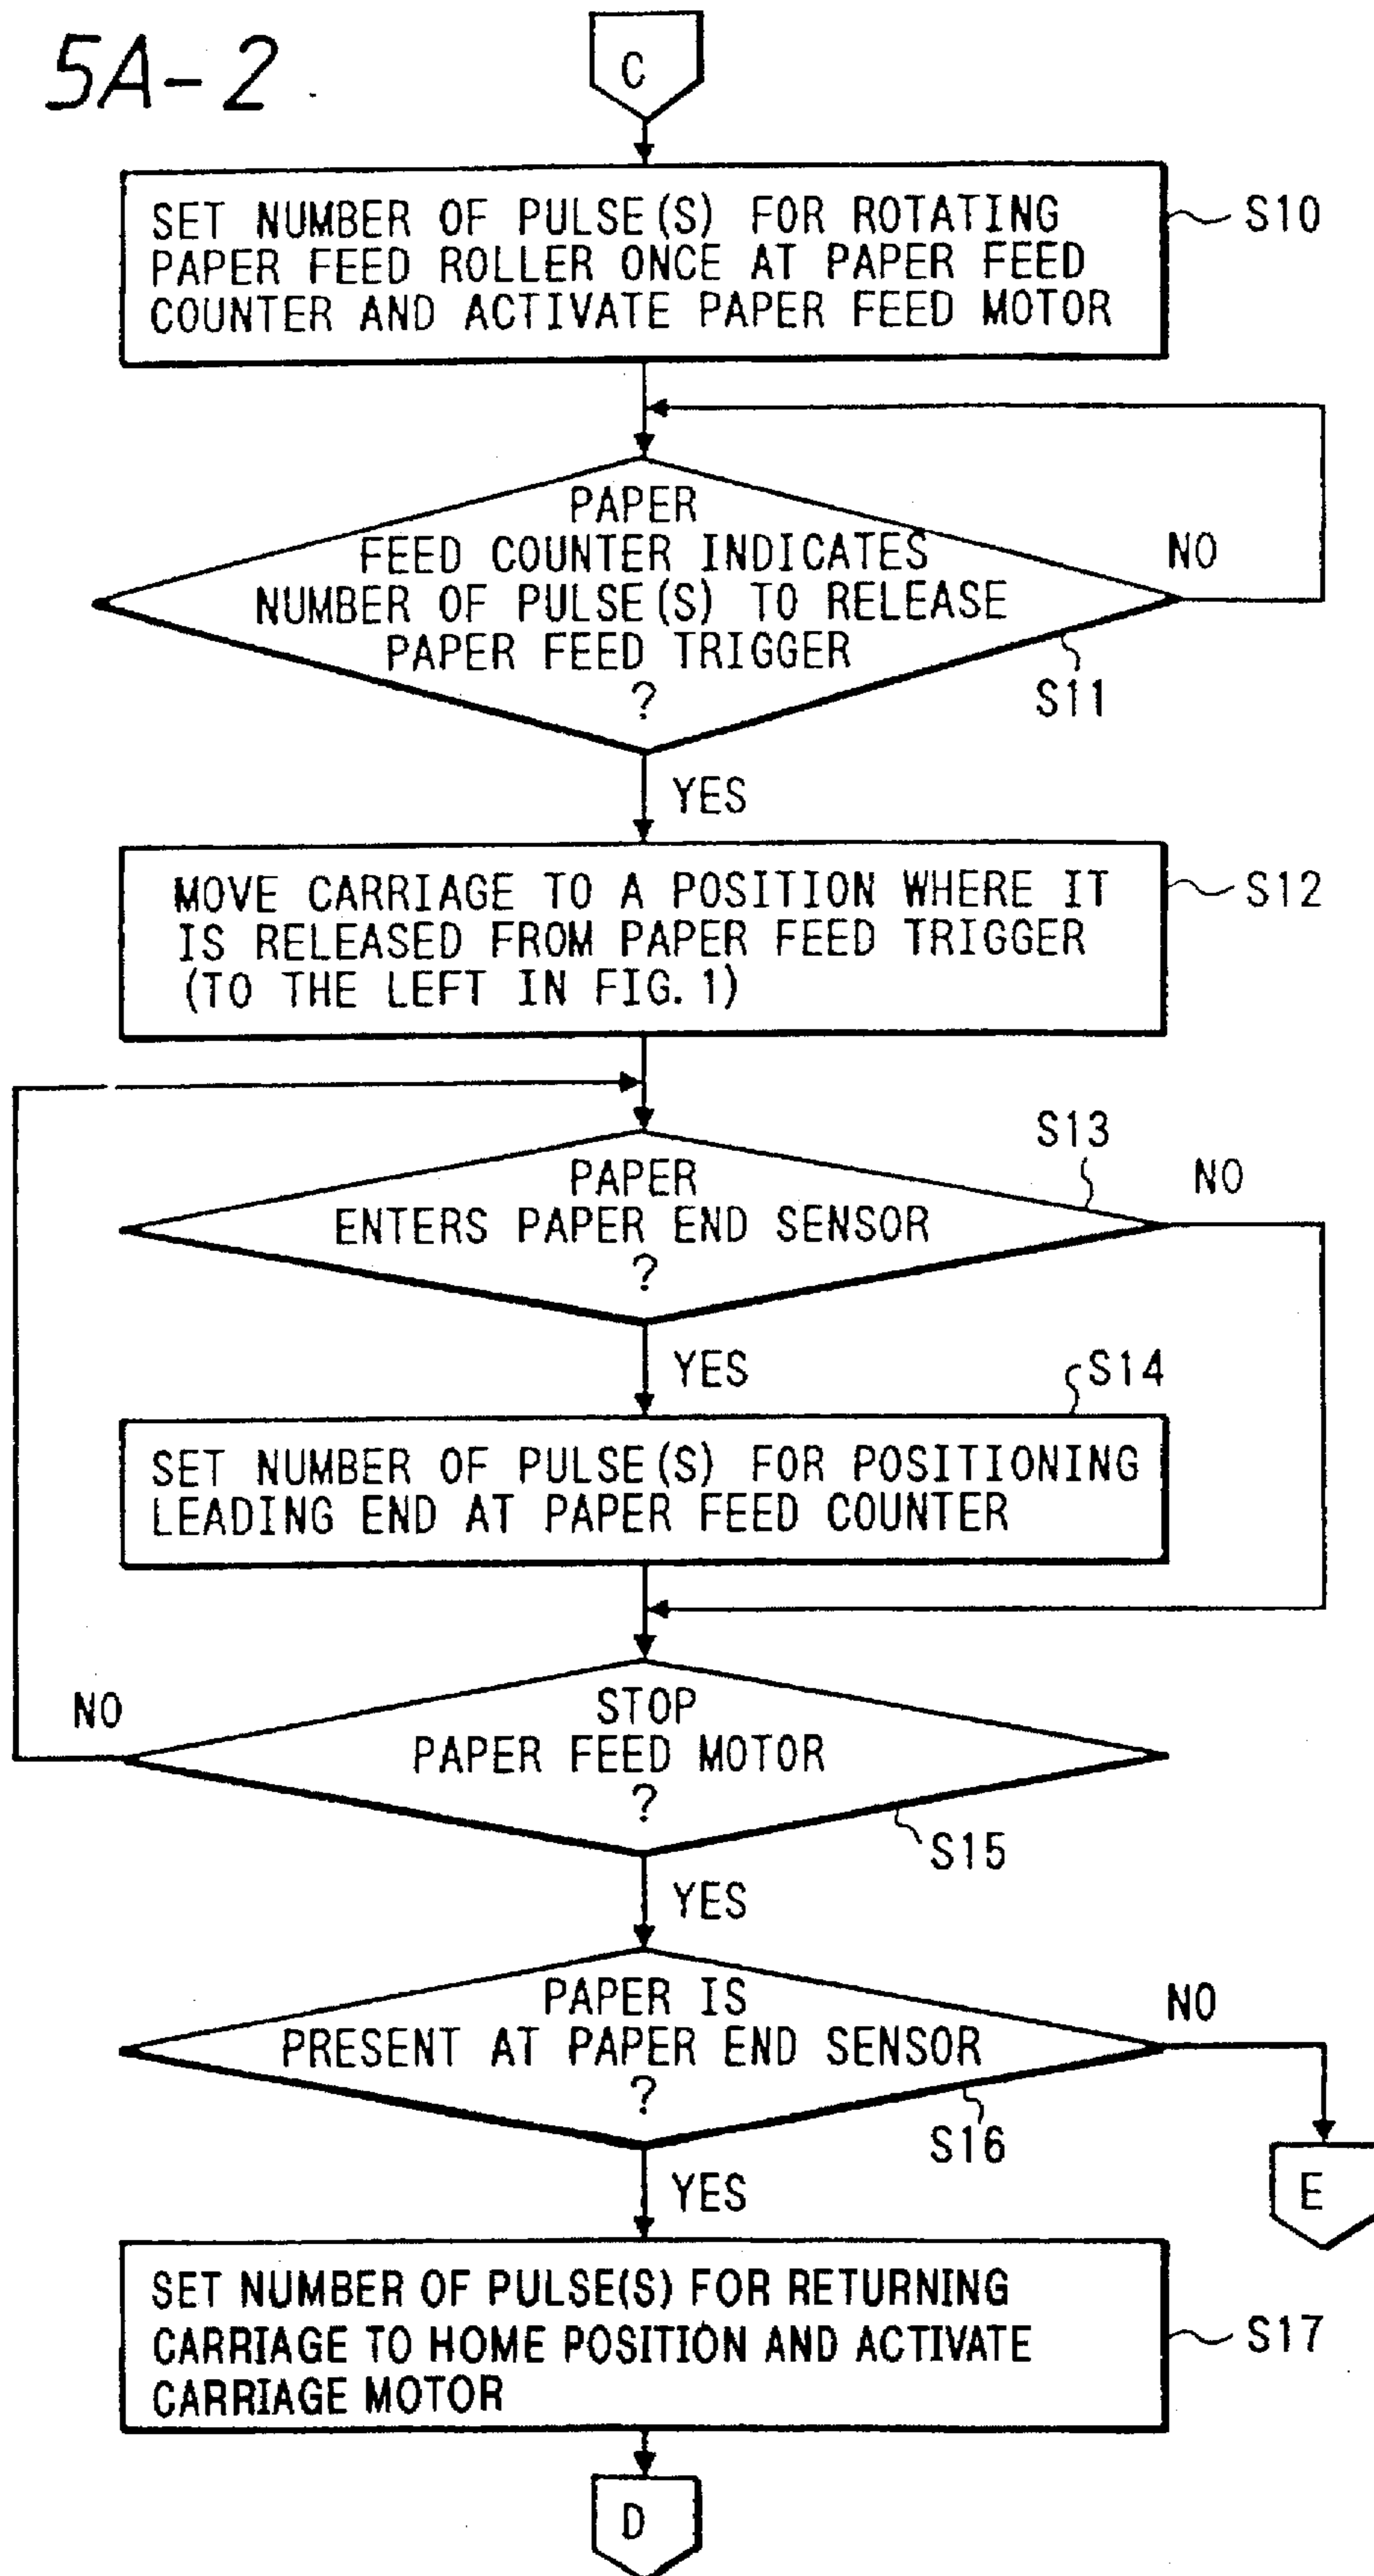 5A-2
C
SET NUMBER OF PULSE(S) FOR ROTATING
PAPER FEED ROLLER ONCE AT PAPER FEED
COUNTER AND ACTIVATE PAPER FEED MOTOR
S10
PAPER
FEED COUNTER INDICATES
NUMBER OF PULSE(S) TO RELEASE
PAPER FEED TRIGGER
?
NO
S11
YES
MOVE CARRIAGE TO A POSITION WHERE IT
IS RELEASED FROM PAPER FEED TRIGGER
(TO THE LEFT IN FIG.1)
S12
S13
PAPER
ENTERS PAPER END SENSOR
?
NO
YES
S14
SET NUMBER OF PULSE(S) FOR POSITIONING
LEADING END AT PAPER FEED COUNTER
NO
STOP
PAPER FEED MOTOR
?
S15
YES
PAPER IS
PRESENT AT PAPER END SENSOR
?
NO
S16
E
YES
SET NUMBER OF PULSE(S) FOR RETURNING
CARRIAGE TO HOME POSITION AND ACTIVATE
CARRIAGE MOTOR
S17
D